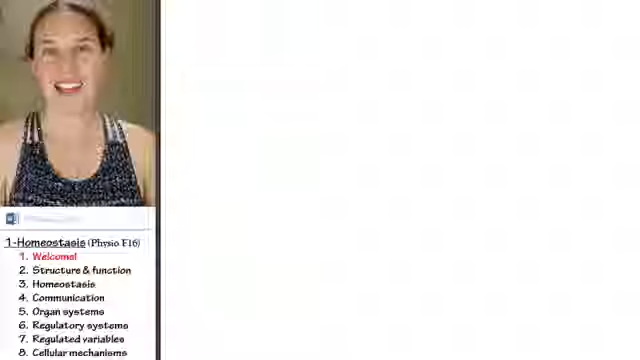 1-Homeostasis (Physio F16)
1. Welcome!
2. Structure & function
3. Homeostasis
4. Communication
5. Organ systems
6. Regulatory systems
7. Regulated variables
8. Cellular mechanisms